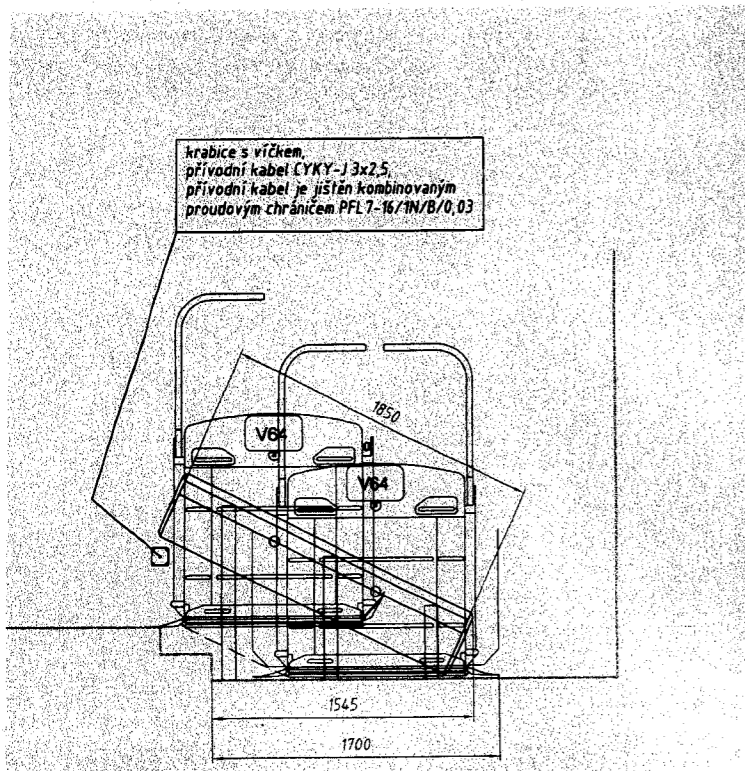 krabice s víčkem,
přívodní kabel CYKY-J 3x2,5,
přívodní kabel je jištěn kombinovaným
proudovým chráničem PFL7-16/1N/B/0,03
1850
V64
V64
1545
1700